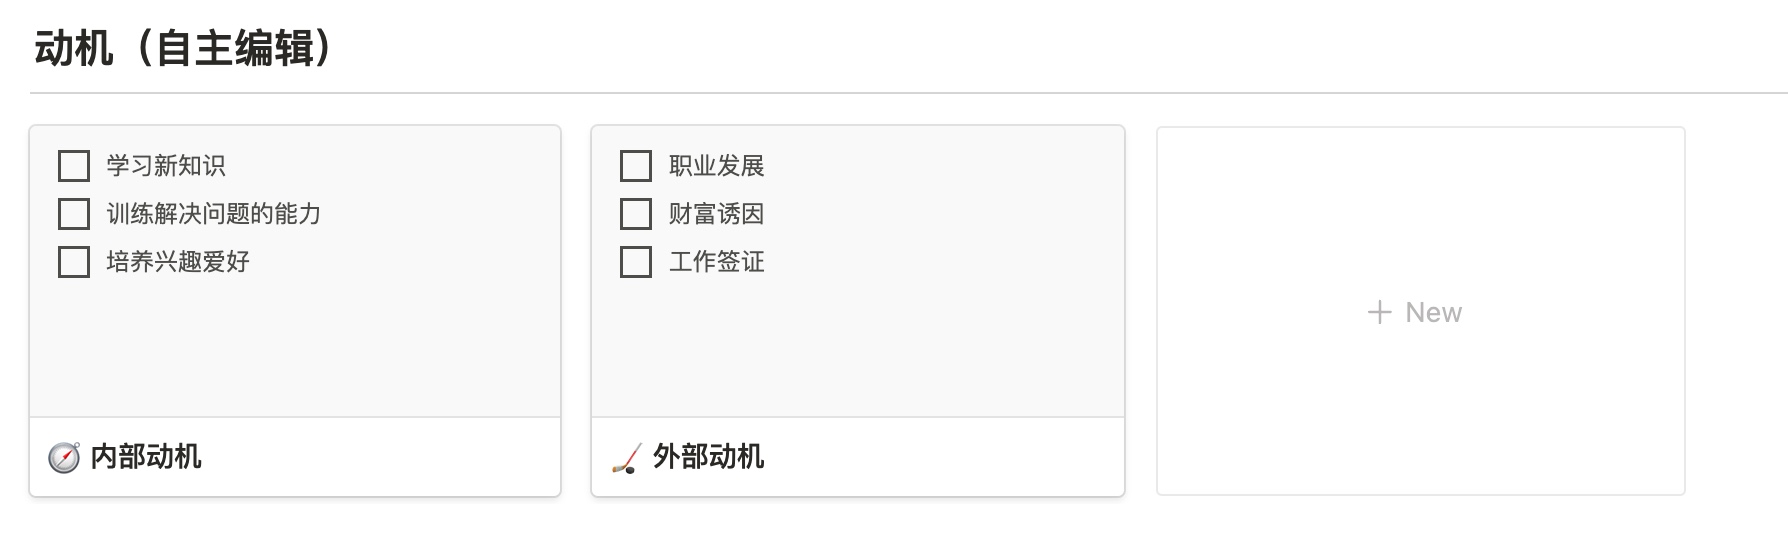 动机（自主编辑）
学习新知识
训练解决问题的能力
培养兴趣爱好
内部动机
职业发展
财富诱因
工作签证
外部动机
+ New